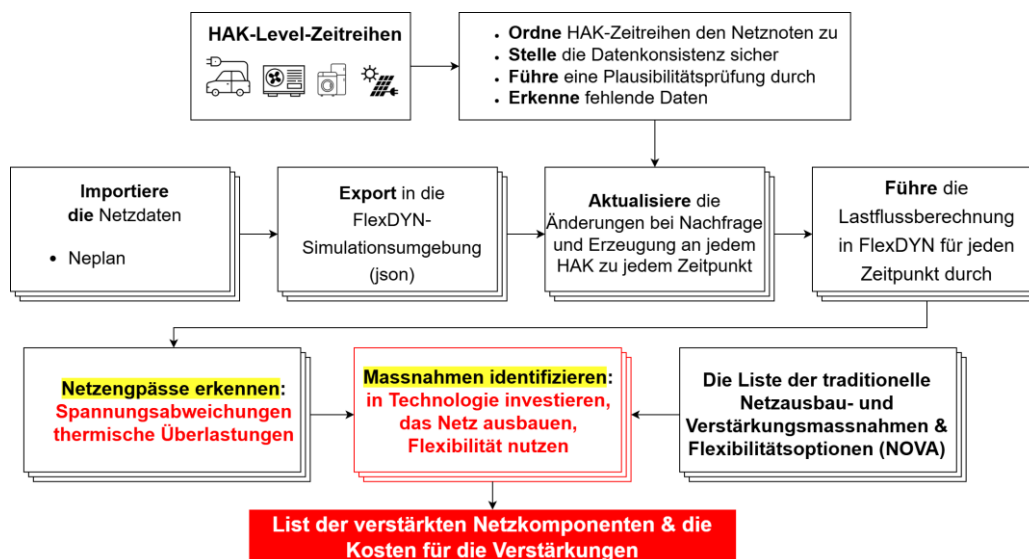 HAK-Level-Zeitreihen
• Ordne HAK-Zeitreihen den Netznoten zu
• Stelle die Datenkonsistenz sicher
• Führe eine Plausibilitätsprüfung durch
• Erkenne fehlende Daten
Importiere
die Netzdaten
• Neplan
Export in die
FlexDYN-
Simulationsumgebung
(json)
Aktualisiere die
Änderungen bei Nachfrage
und Erzeugung an jedem
HAK zu jedem Zeitpunkt
Führe die
Lastflussberechnung
in FlexDYN für jeden
Zeitpunkt durch
Netzengpässe erkennen:
Spannungsabweichungen
thermische Überlastungen
Massnahmen identifizieren:
in Technologie investieren,
das Netz ausbauen,
Flexibilität nutzen
Die Liste der traditionelle
Netzausbau- und
Verstärkungsmassnahmen &
Flexibilitätsoptionen (NOVA)
List der verstärkten Netzkomponenten & die
Kosten für die Verstärkungen